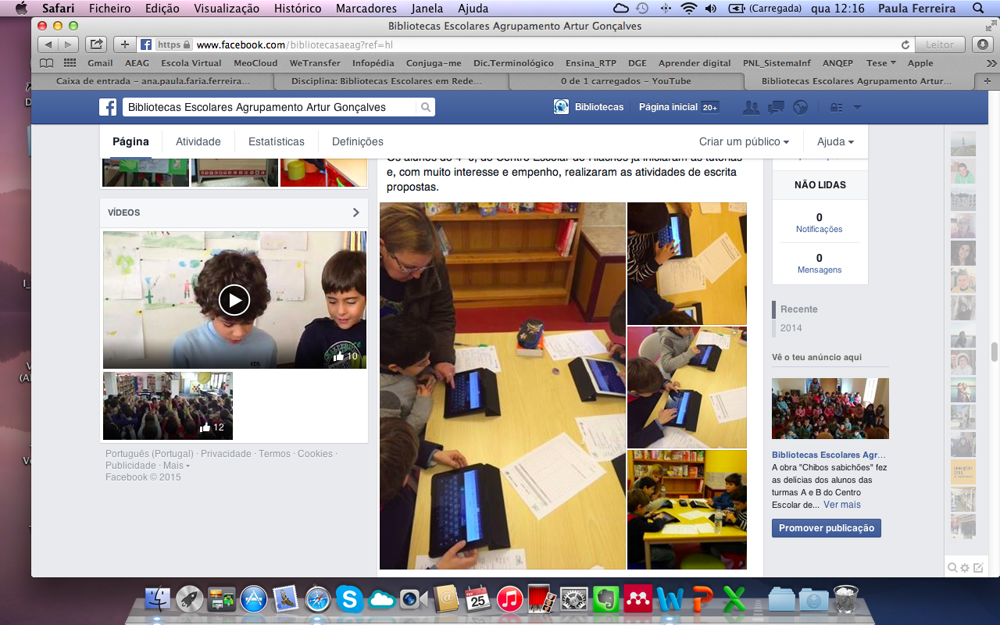 Safari Ficheiro Edição Visualização Histórico Marcadores Janela Ajuda (Carregada) qua 12:16 Paula Ferreira
Bibliotecas Escolares Agrupamento Artur Gonçalves
https www.facebook.com/bibliotecasaeag?ref=hl Leitor
Gmail AEAG Escola Virtual MeoCloud WeTransfer Infopédia Conjuga-me Dic.Terminológico Ensina_RTP DGE Aprender digital PNL_SistemaInf ANQEP Tese Apple
Caixa de entrada - ana.paula.faria.ferreira... Disciplina: Bibliotecas Escolares em Rede... 0 de 1 carregados - YouTube Bibliotecas Escolares Agrupamento Artur...
Bibliotecas Escolares Agrupamento Artur Gonçalves Bibliotecas Página inicial 20+
Página Atividade Estatísticas Definições Criar um público Ajuda
e, com muito interesse e empenho, realizaram as atividades de escrita
propostas.
VÍDEOS
10
12
Português (Portugal) · Privacidade · Termos · Cookies ·
Publicidade · Mais
Facebook © 2015
NÃO LIDAS
0
Notificações
0
Mensagens
Recente
2014
Vê o teu anúncio aqui
Bibliotecas Escolares Agr...
A obra "Chibos sabichões" fez
as delícias dos alunos das
turmas A e B do Centro
Escolar de... Ver mais
Promover publicação
FEV
25